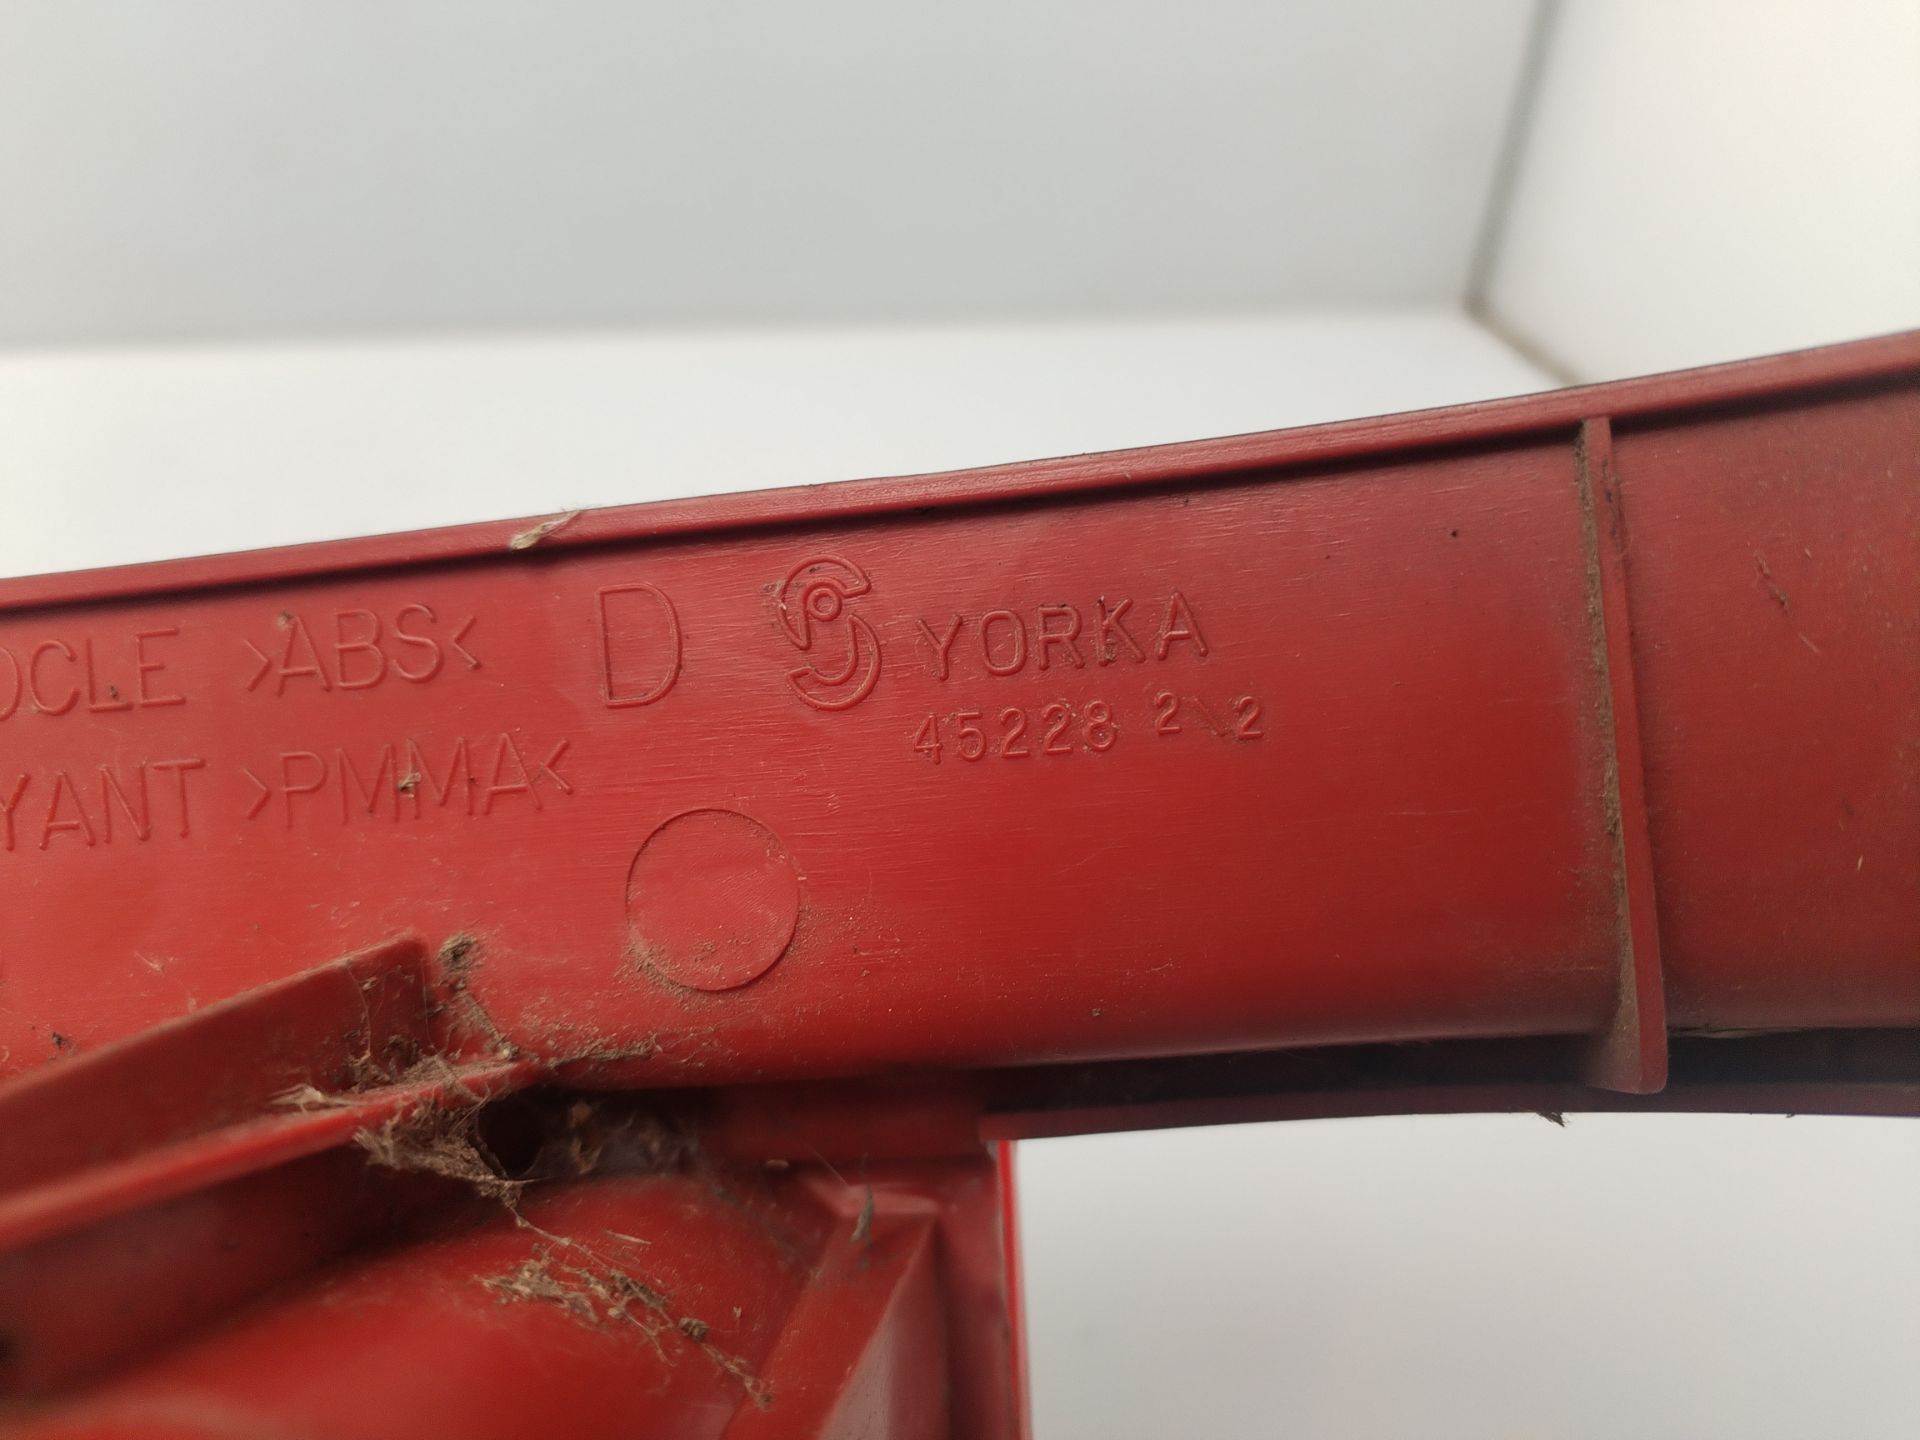 OCLE >ABS< D YORKA
45228 2 2
YANT >PMMA<